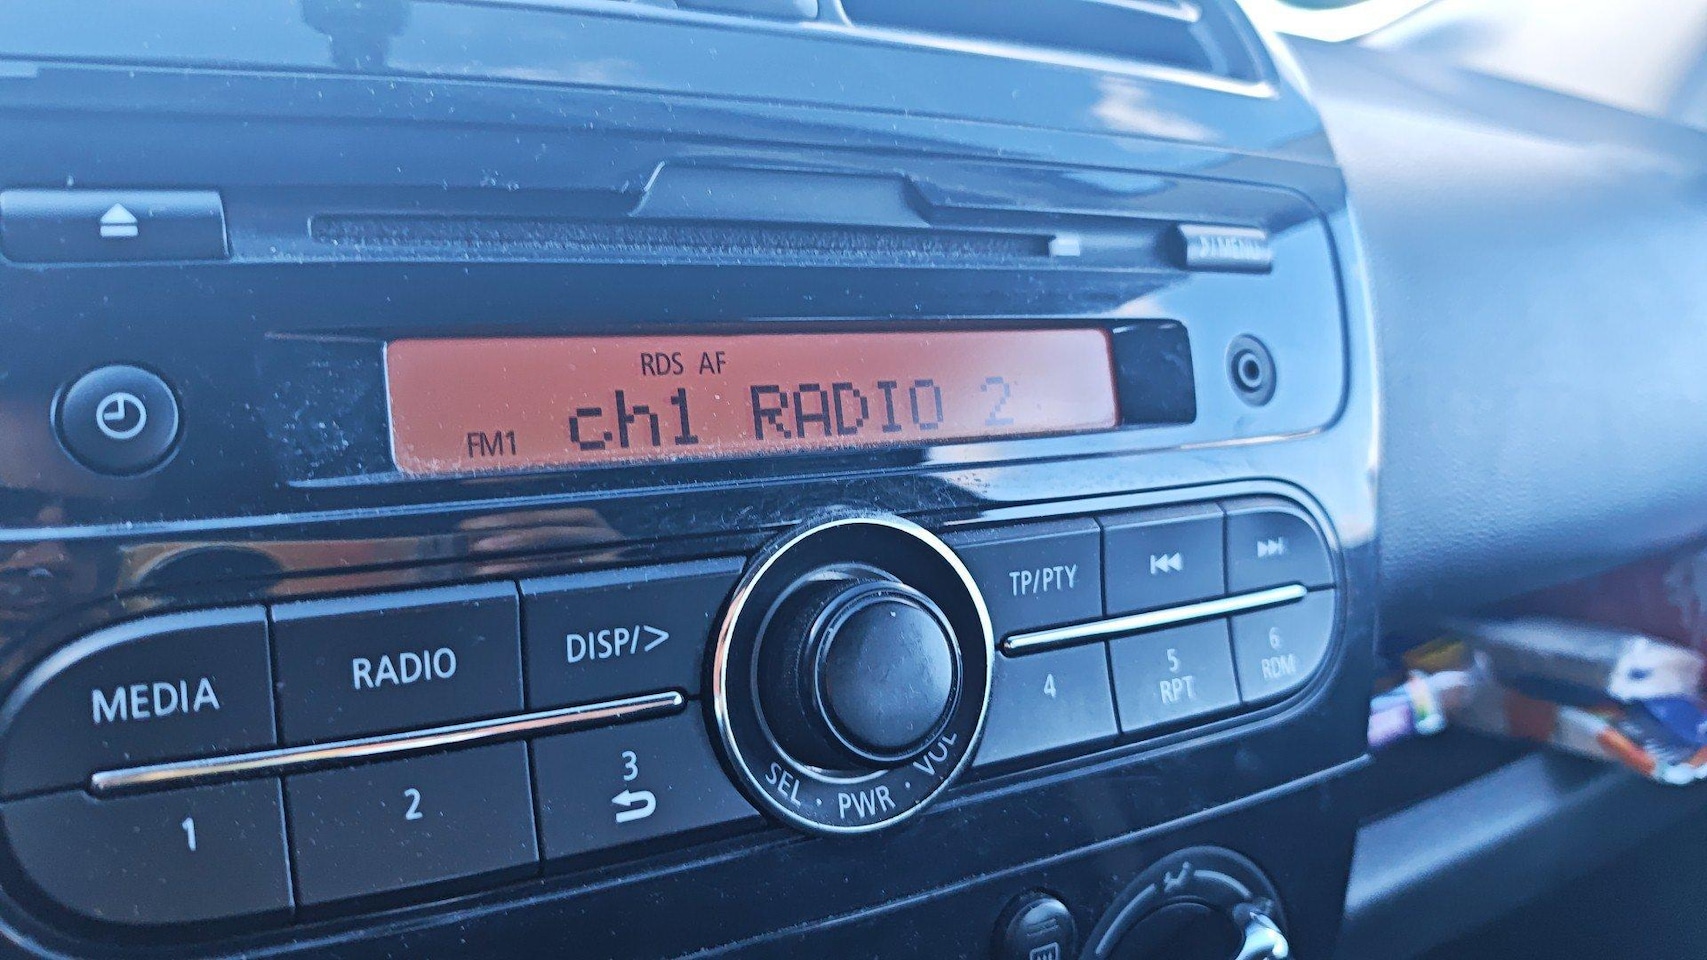 RDS AF
FM1 ch1 RADIO 2
MEDIA RADIO DISP/> TP/PTY
1 2 3 4 5 RPT 6 RDM
SEL · PWR · VOL